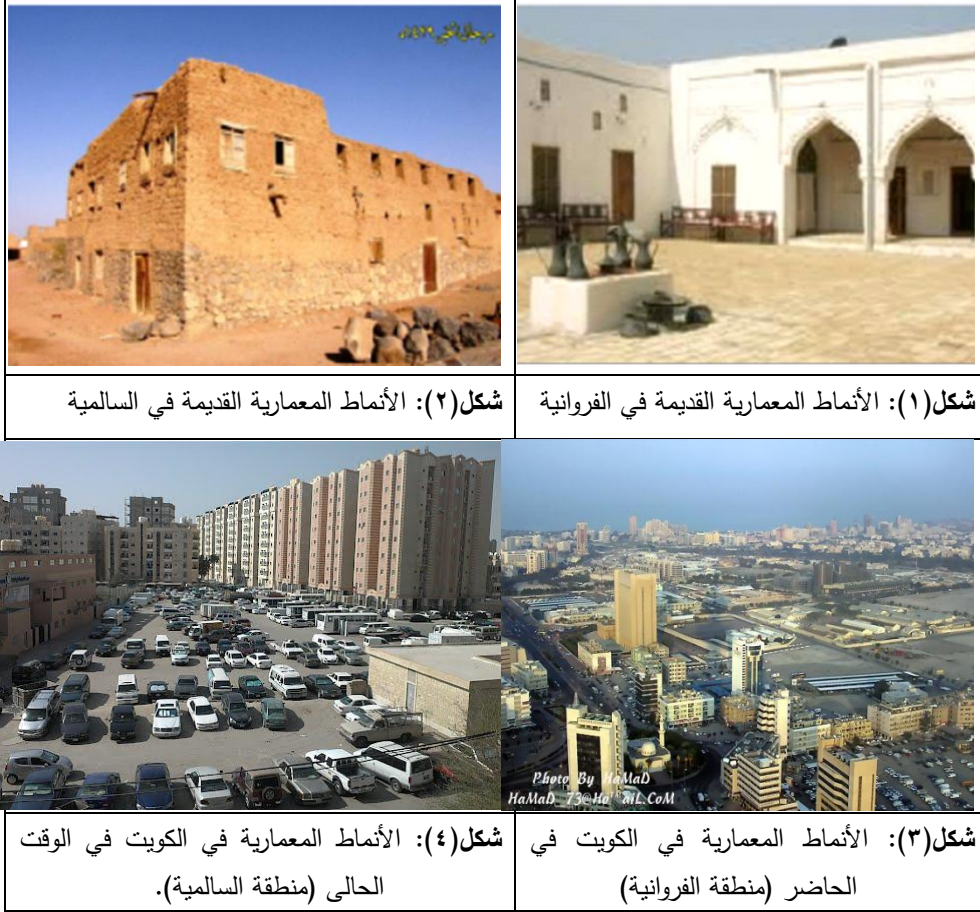 شكل(١): الأنماط المعمارية القديمة في الفروانية
شكل(٢): الأنماط المعمارية القديمة في السالمية
Photo By HaMaD
شكل(٣): الأنماط المعمارية في الكويت في
الحاضر (منطقة الفروانية)
شكل(٤): الأنماط المعمارية في الكويت في الوقت
الحالى (منطقة السالمية).